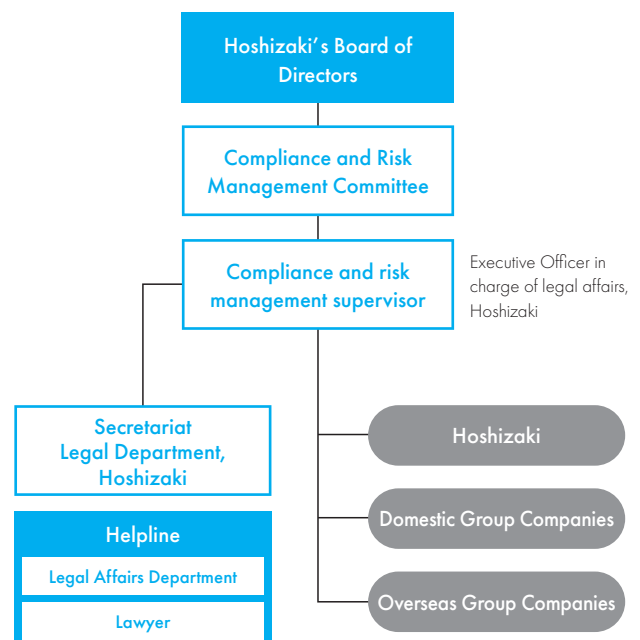 Hoshizaki's Board of
Directors
Compliance and Risk
Management Committee
Compliance and risk
management supervisor
Executive Officer in
charge of legal affairs,
Hoshizaki
Secretariat
Legal Department,
Hoshizaki
Helpline
Legal Affairs Department
Lawyer
Hoshizaki
Domestic Group Companies
Overseas Group Companies